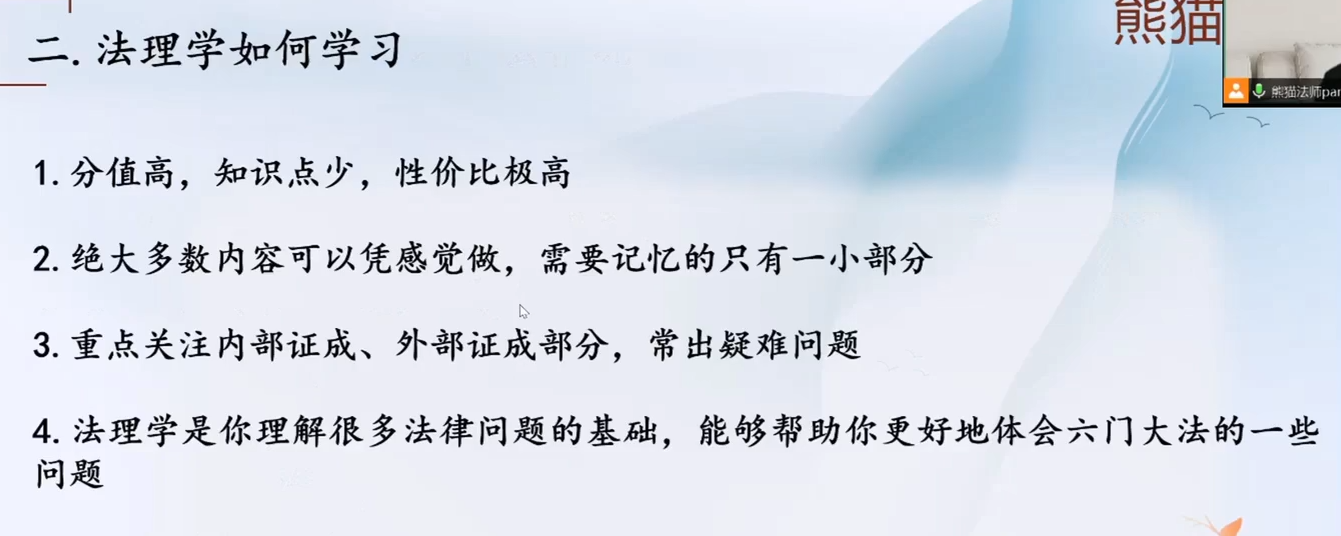 熊猫
二.法理学如何学习
熊猫法师par
1.分值高，知识点少，性价比极高
2.绝大多数内容可以凭感觉做，需要记忆的只有一小部分
3.重点关注内部证成、外部证成部分，常出疑难问题
4.法理学是你理解很多法律问题的基础，能够帮助你更好地体会六门大法的一些
问题